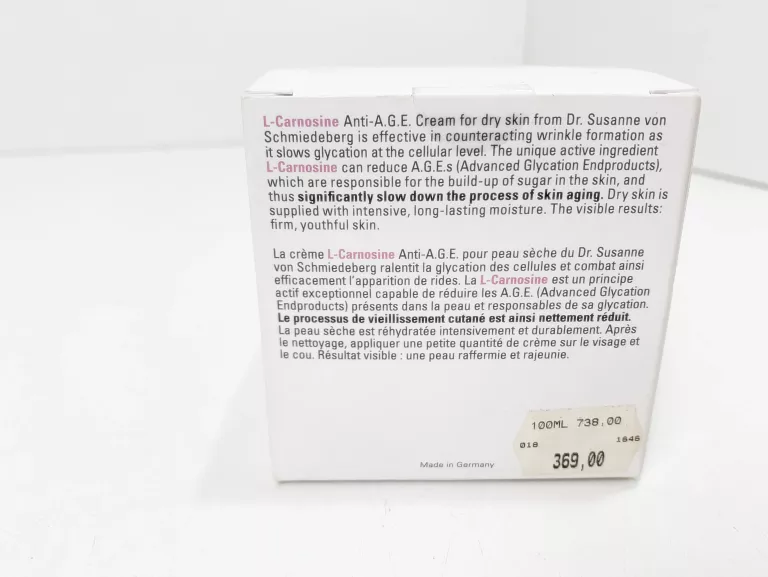 L-Carnosine Anti-A.G.E. Cream for dry skin from Dr. Susanne von
Schmiedeberg is effective in counteracting wrinkle formation as
it slows glycation at the cellular level. The unique active ingredient
L-Carnosine can reduce A.G.E.s (Advanced Glycation Endproducts),
which are responsible for the build-up of sugar in the skin, and
thus significantly slow down the process of skin aging. Dry skin is
supplied with intensive, long-lasting moisture. The visible results:
firm, youthful skin.
La crème L-Carnosine Anti-A.G.E. pour peau sèche du Dr. Susanne
von Schmiedeberg ralentit la glycation des cellules et combat ainsi
efficacement l'apparition de rides. La L-Carnosine est un principe
actif exceptionnel capable de réduire les A.G.E. (Advanced Glycation
Endproducts) présents dans la peau et responsables de sa glycation.
Le processus de vieillissement cutané est ainsi nettement réduit.
La peau sèche est réhydratée intensivement et durablement. Après
le nettoyage, appliquer une petite quantité de crème sur le visage et
le cou. Résultat visible : une peau raffermie et rajeunie.
100ML 738,00
018 1646
369,00
Made in Germany